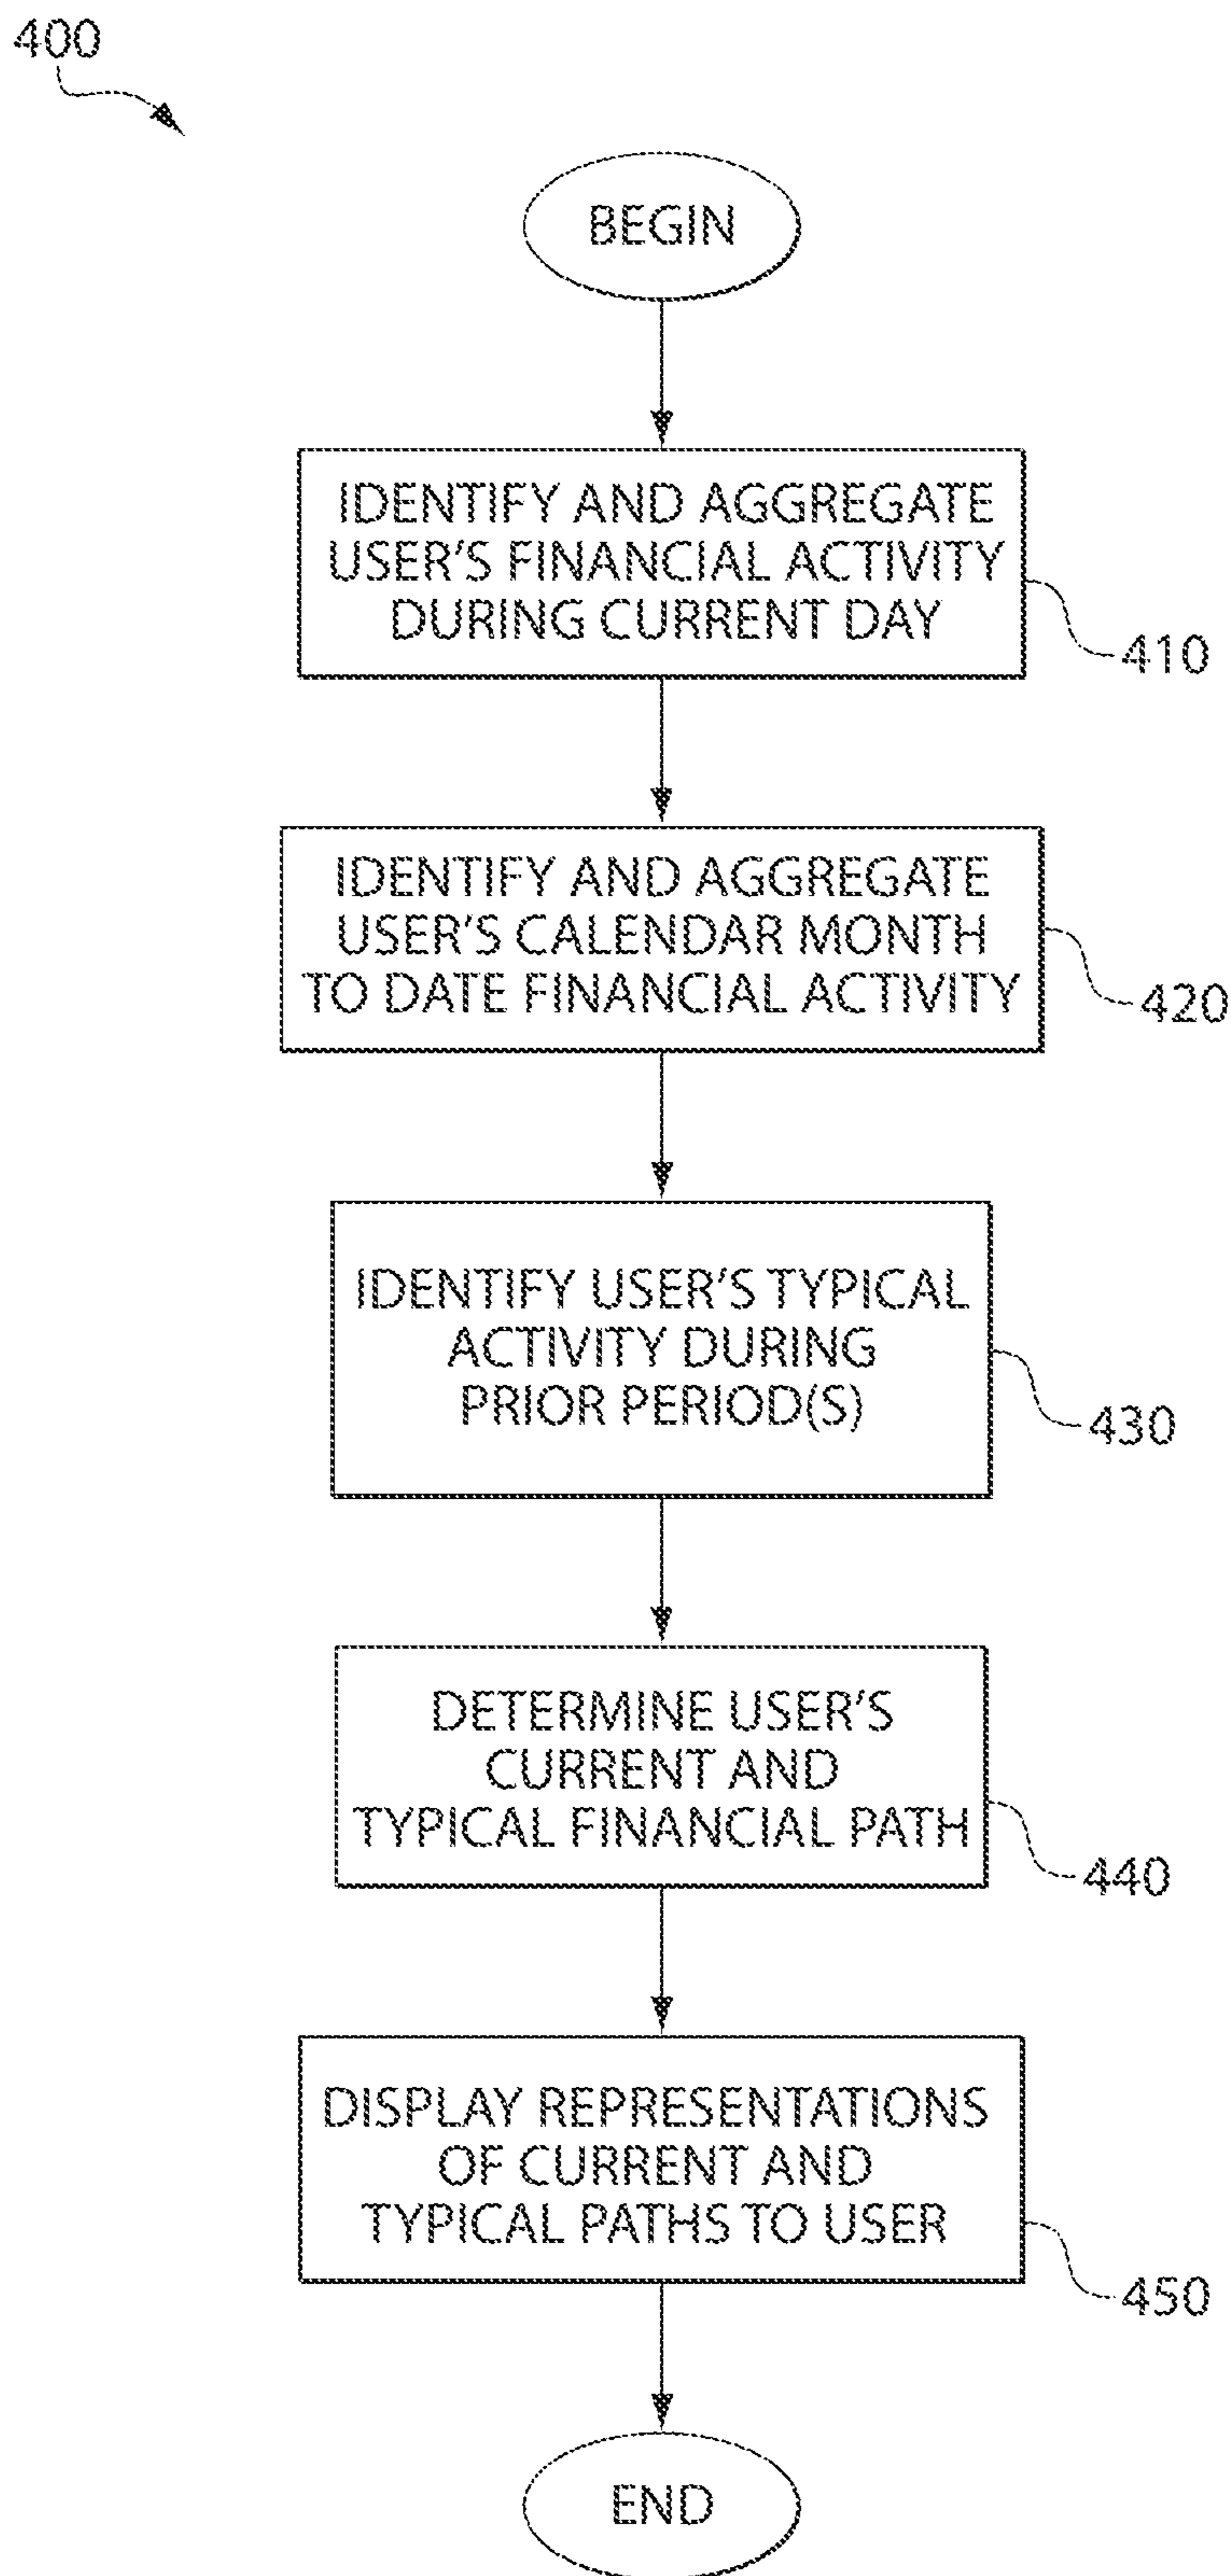 400
BEGIN
IDENTIFY AND AGGREGATE
USER'S FINANCIAL ACTIVITY
DURING CURRENT DAY
410
IDENTIFY AND AGGREGATE
USER'S CALENDAR MONTH
TO DATE FINANCIAL ACTIVITY
420
IDENTIFY USER'S TYPICAL
ACTIVITY DURING
PRIOR PERIOD(S)
430
DETERMINE USER'S
CURRENT AND
TYPICAL FINANCIAL PATH
440
DISPLAY REPRESENTATIONS
OF CURRENT AND
TYPICAL PATHS TO USER
450
END